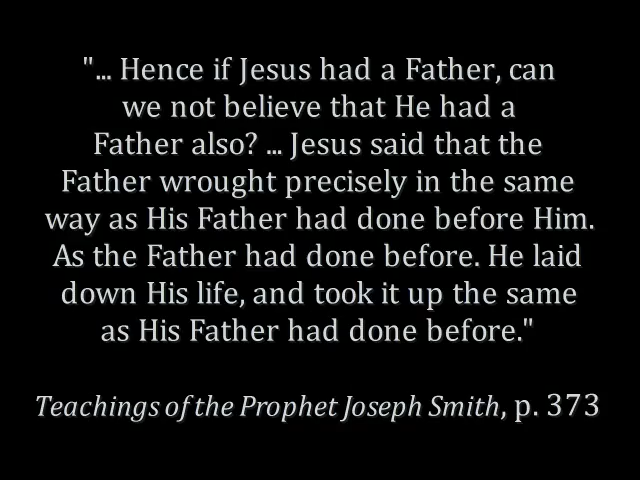 "... Hence if Jesus had a Father, can
we not believe that He had a
Father also? ... Jesus said that the
Father wrought precisely in the same
way as His Father had done before Him.
As the Father had done before. He laid
down His life, and took it up the same
as His Father had done before."
Teachings of the Prophet Joseph Smith, p. 373